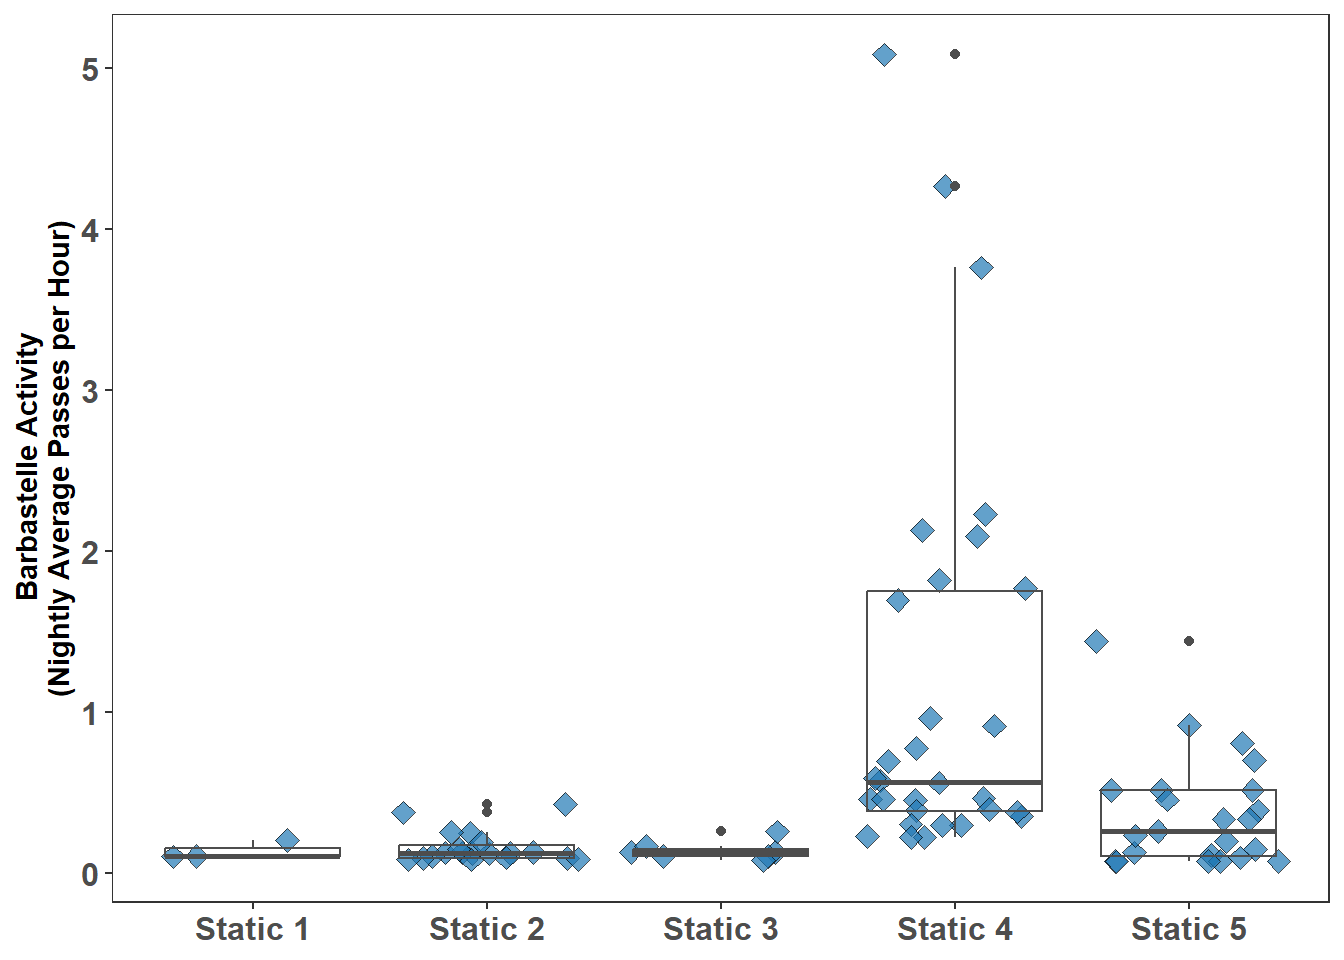 Barbastelle Activity
(Nightly Average Passes per Hour)
5
4
3
2
1
0
Static 1
Static 2
Static 3
Static 4
Static 5